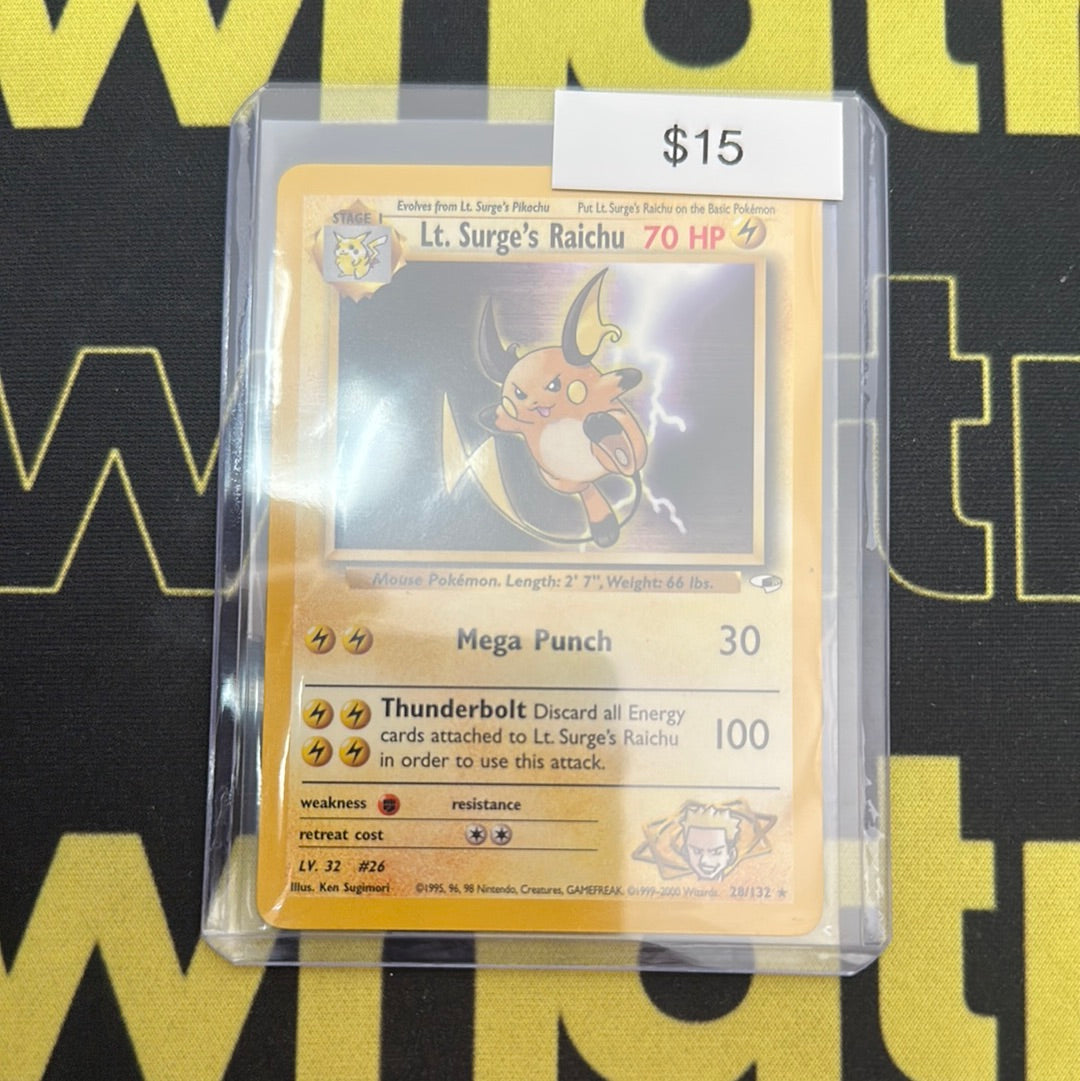 $15
Evolves from Lt. Surge's Pikachu Put Lt. Surge's Raichu on the Basic Pokémon
STAGE 1
Lt. Surge's Raichu 70 HP
Mouse Pokémon. Length: 2' 7", Weight: 66 lbs.
Mega Punch 30
Thunderbolt Discard all Energy
cards attached to Lt. Surge's Raichu 100
in order to use this attack.
weakness resistance
retreat cost
LV. 32 #26
Illus. Ken Sugimori ©1995, 96, 98 Nintendo, Creatures, GAMEFREAK. ©1999-2000 Wizards. 28/132